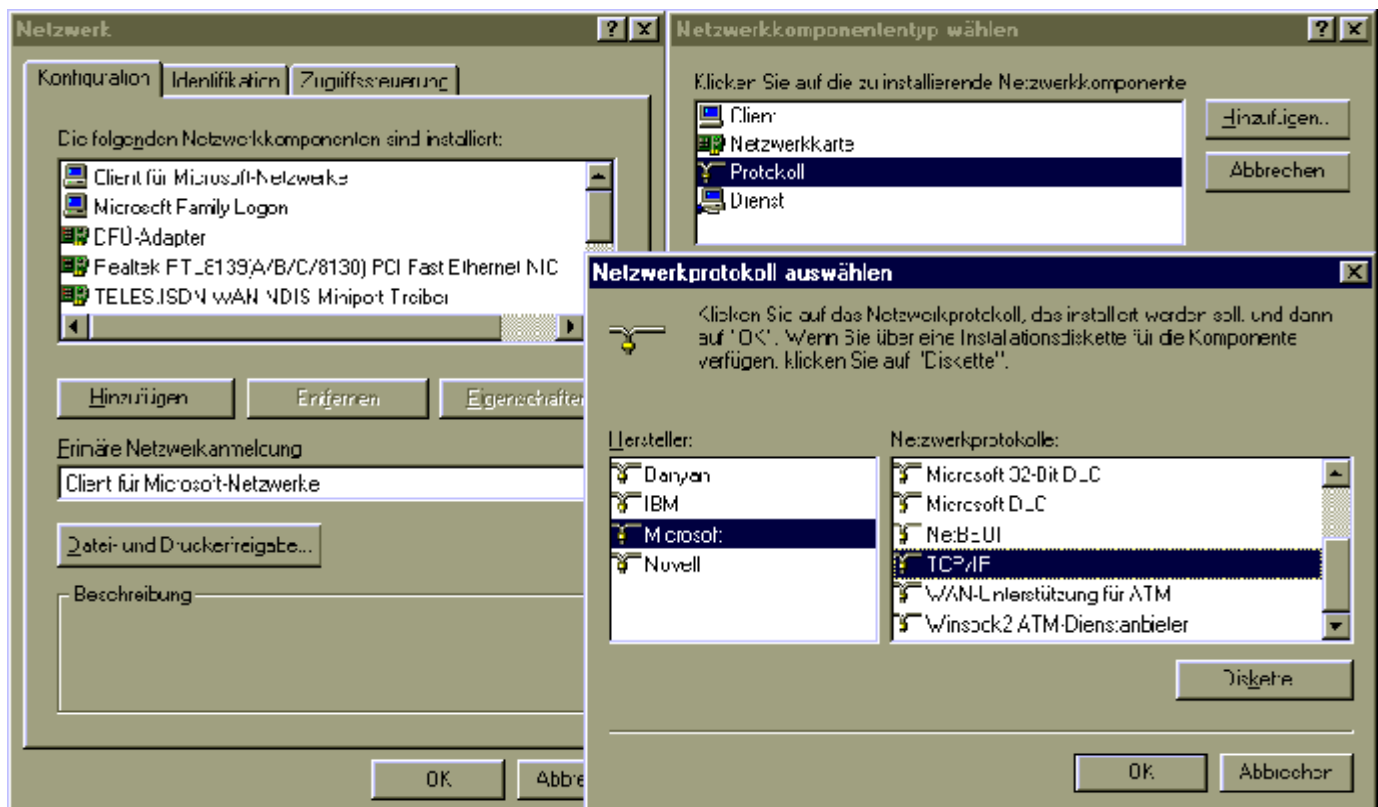 Netzwerk
Konfiguration
Identifikation
Zugriffssteuerung
Die folgenden Netzwerkkomponenten sind installiert:
Client für Microsoft-Netzwerke
Microsoft Family Logon
DFÜ-Adapter
Realtek RTL8139(A/B/C/8130) PCI Fast Ethernet NIC
TELES.ISDN WAN NDIS Miniport Treiber
Hinzufügen
Entfernen
Eigenschaften
Primäre Netzwerkanmeldung
Client für Microsoft-Netzwerke
Datei- und Druckerfreigabe...
Beschreibung
OK
Abbre
Netzwerkkomponententyp wählen
Klicken Sie auf die zu installierende Netzwerkkomponente
Client
Netzwerkkarte
Protokoll
Dienst
Hinzufügen...
Abbrechen
Netzwerkprotokoll auswählen
Klicken Sie auf das Netzwerkprotokoll, das installiert werden soll, und dann
auf "OK". Wenn Sie über eine Installationsdiskette für die Komponente
verfügen, klicken Sie auf "Diskette".
Hersteller:
Banyan
IBM
Microsoft
Novell
Netzwerkprotokolle:
Microsoft 32-Bit DLC
Microsoft DLC
NetBEUI
TCP/IP
WAN-Unterstützung für ATM
Winsock2 ATM-Dienstanbieter
Diskette
OK
Abbrechen